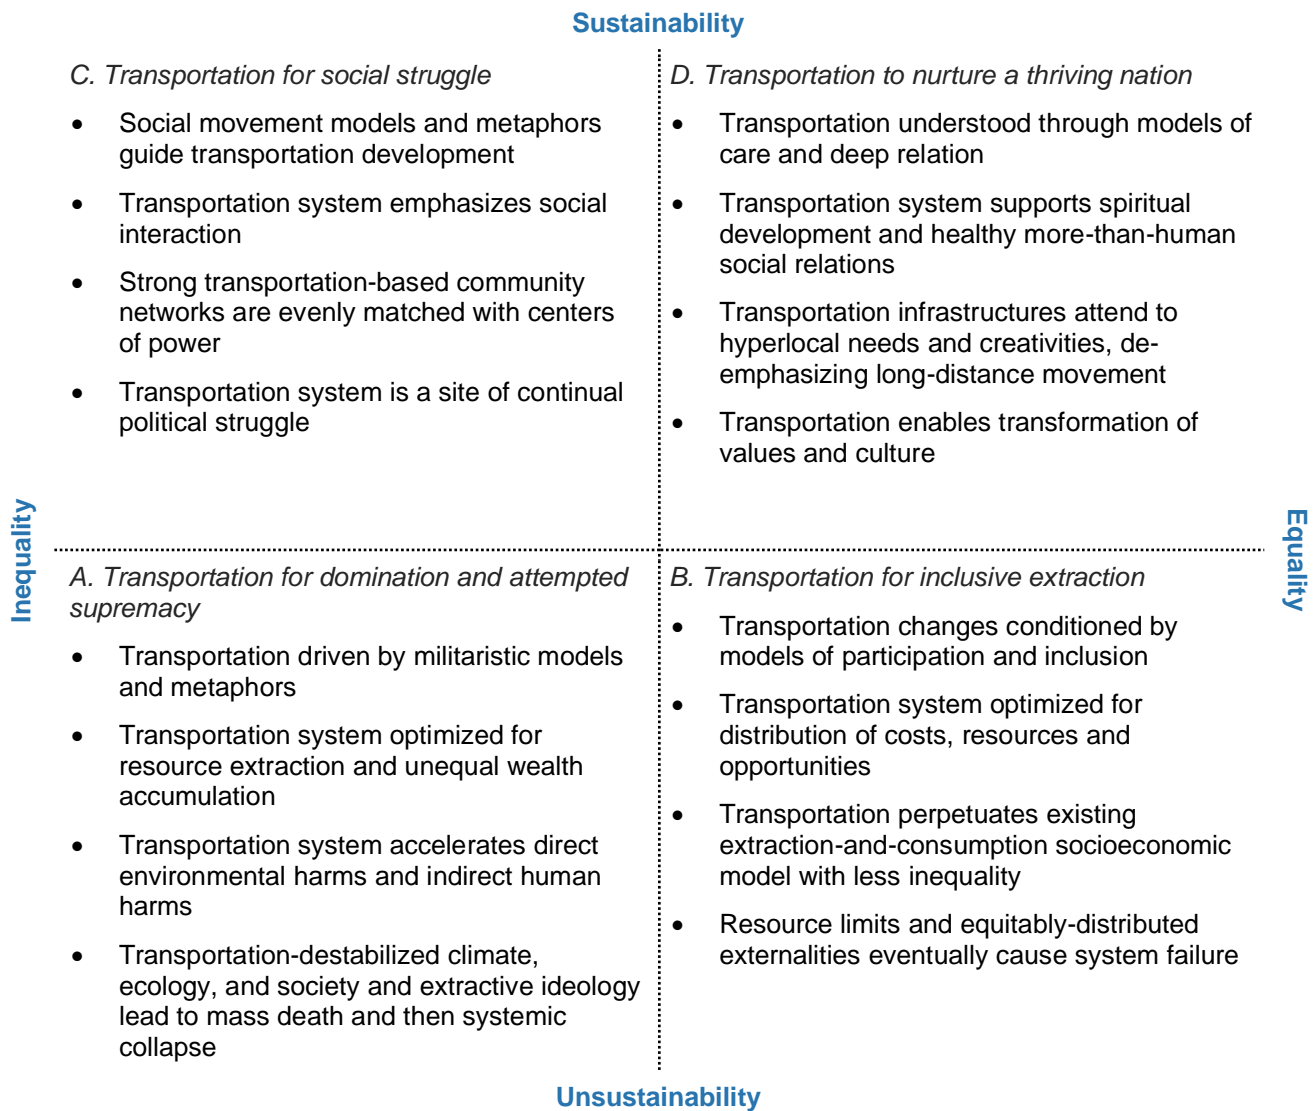 Sustainability
C. Transportation for social struggle
• Social movement models and metaphors
guide transportation development
• Transportation system emphasizes social
interaction
• Strong transportation-based community
networks are evenly matched with centers
of power
• Transportation system is a site of continual
political struggle
D. Transportation to nurture a thriving nation
• Transportation understood through models of
care and deep relation
• Transportation system supports spiritual
development and healthy more-than-human
social relations
• Transportation infrastructures attend to
hyperlocal needs and creativities, de-
emphasizing long-distance movement
• Transportation enables transformation of
values and culture
Inequality
Equality
A. Transportation for domination and attempted
supremacy
• Transportation driven by militaristic models
and metaphors
• Transportation system optimized for
resource extraction and unequal wealth
accumulation
• Transportation system accelerates direct
environmental harms and indirect human
harms
• Transportation-destabilized climate,
ecology, and society and extractive ideology
lead to mass death and then systemic
collapse
B. Transportation for inclusive extraction
• Transportation changes conditioned by
models of participation and inclusion
• Transportation system optimized for
distribution of costs, resources and
opportunities
• Transportation perpetuates existing
extraction-and-consumption socioeconomic
model with less inequality
• Resource limits and equitably-distributed
externalities eventually cause system failure
Unsustainability